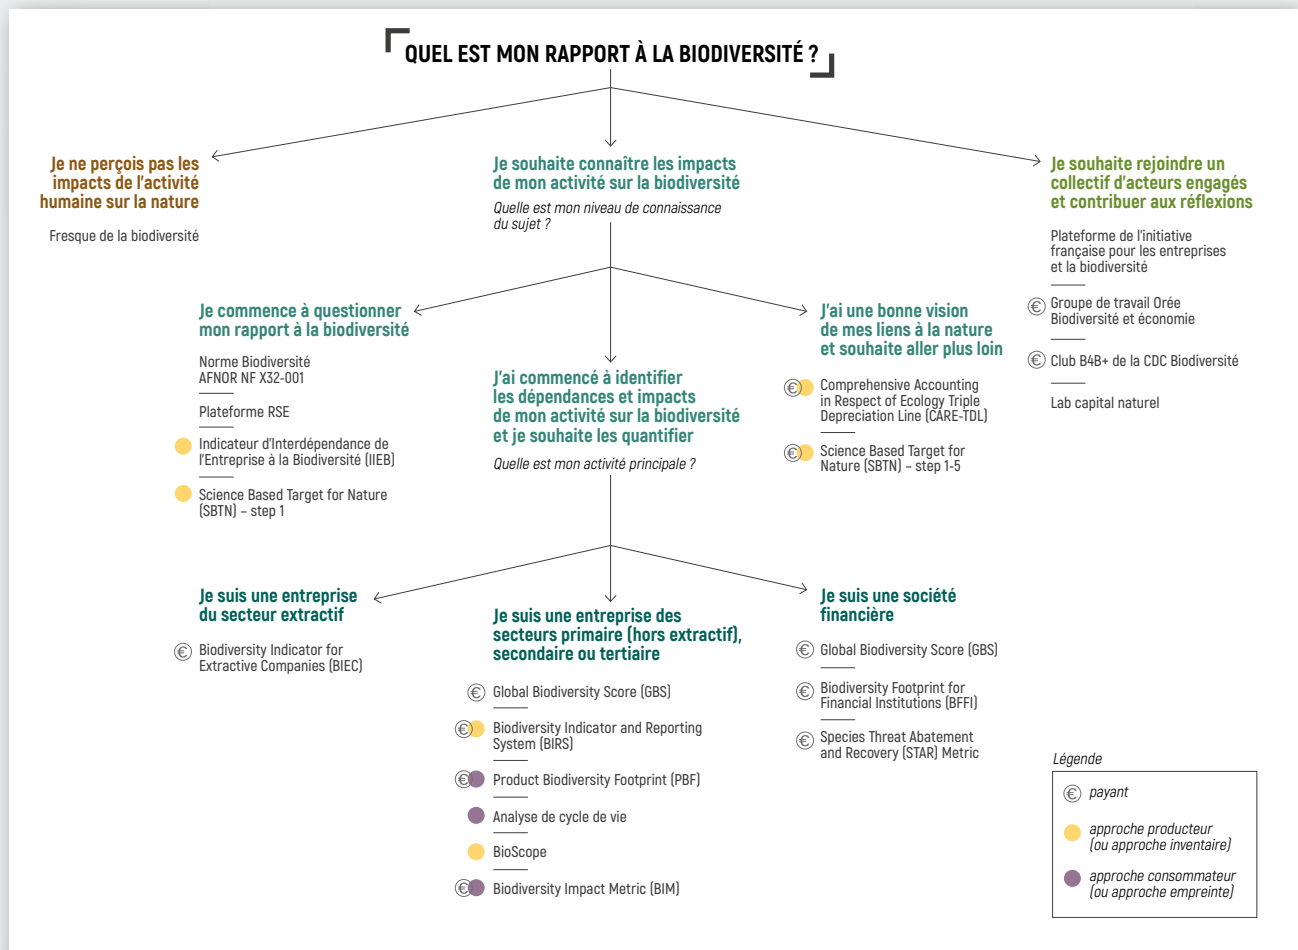 QUEL EST MON RAPPORT À LA BIODIVERSITÉ ?
Je ne perçois pas les
impacts de l'activité
humaine sur la nature
Fresque de la biodiversité
Je souhaite connaître les impacts
de mon activité sur la biodiversité
Quelle est mon niveau de connaissance
du sujet ?
Je souhaite rejoindre un
collectif d'acteurs engagés
et contribuer aux réflexions
Plateforme de l'initiative
française pour les entreprises
et la biodiversité
€ Groupe de travail Orée
Biodiversité et économie
€ Club B4B+ de la CDC Biodiversité
Lab capital naturel
Je commence à questionner
mon rapport à la biodiversité
Norme Biodiversité
AFNOR NF X32-001
Plateforme RSE
Indicateur d'Interdépendance de
l'Entreprise à la Biodiversité (IIEB)
Science Based Target for Nature
(SBTN) – step 1
J'ai commencé à identifier
les dépendances et impacts
de mon activité sur la biodiversité
et je souhaite les quantifier
Quelle est mon activité principale ?
J'ai une bonne vision
de mes liens à la nature
et souhaite aller plus loin
€ Comprehensive Accounting
in Respect of Ecology Triple
Depreciation Line (CARE-TDL)
€ Science Based Target for
Nature (SBTN) – step 1-5
Je suis une entreprise
du secteur extractif
€ Biodiversity Indicator for
Extractive Companies (BIEC)
Je suis une entreprise des
secteurs primaire (hors extractif),
secondaire ou tertiaire
€ Global Biodiversity Score (GBS)
€ Biodiversity Indicator and Reporting
System (BIRS)
€ Product Biodiversity Footprint (PBF)
Analyse de cycle de vie
BioScope
€ Biodiversity Impact Metric (BIM)
Je suis une société
financière
€ Global Biodiversity Score (GBS)
€ Biodiversity Footprint for
Financial Institutions (BFFI)
€ Species Threat Abatement
and Recovery (STAR) Metric
Légende
€ payant
approche producteur
(ou approche inventaire)
approche consommateur
(ou approche empreinte)